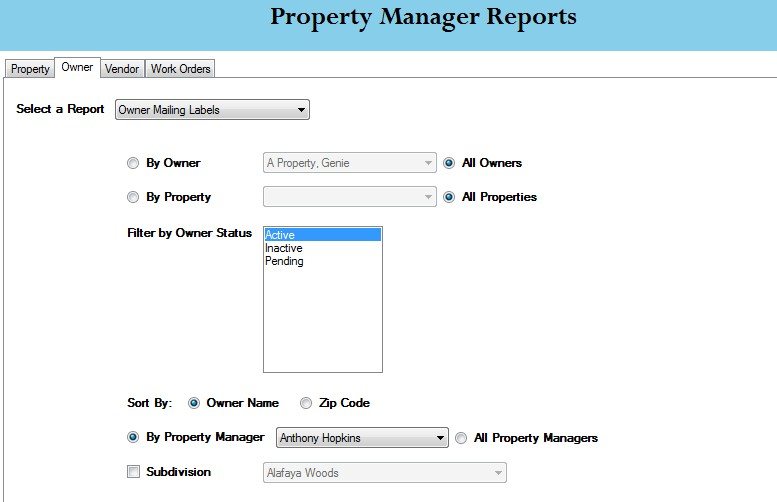 Property Manager Reports
Property Owner Vendor Work Orders
Select a Report Owner Mailing Labels
By Owner A Property, Genie All Owners
By Property All Properties
Filter by Owner Status Active
Inactive
Pending
Sort By: Owner Name Zip Code
By Property Manager Anthony Hopkins All Property Managers
Subdivision Alafaya Woods